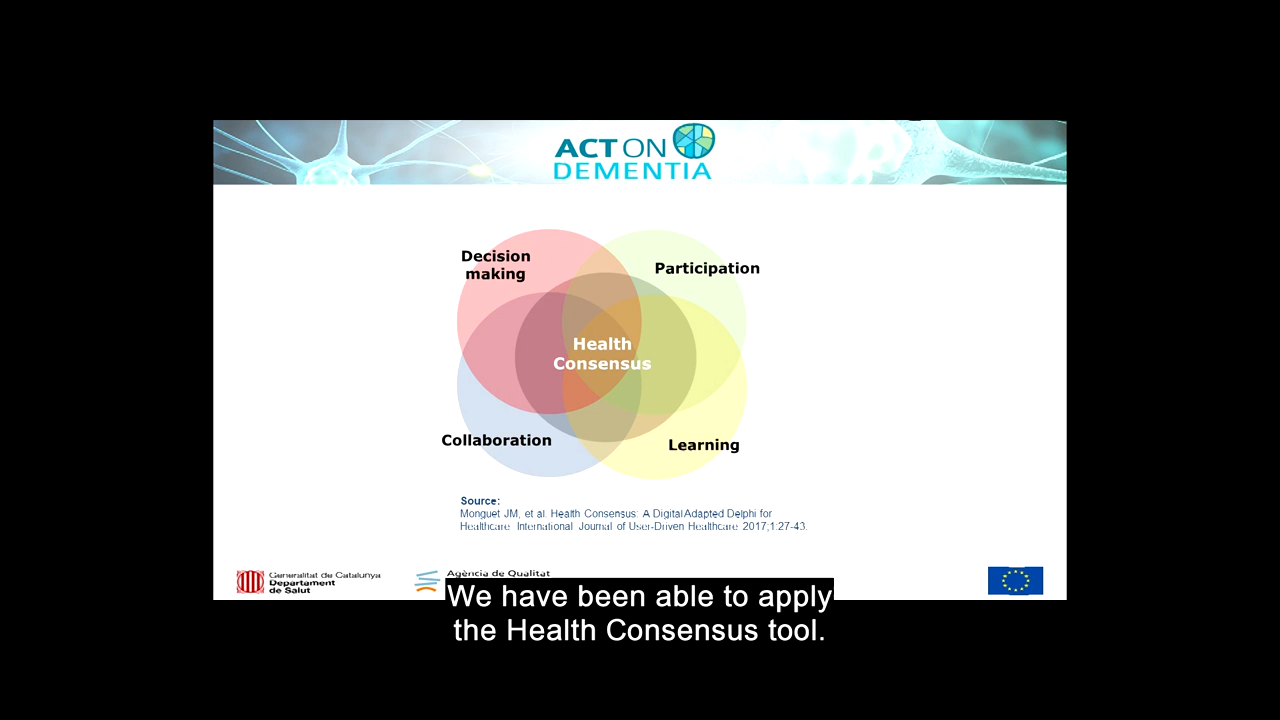 ACT ON
DEMENTIA
Decision
making
Participation
Health
Consensus
Collaboration
Learning
Source:
Monguet JM, et al. Health Consensus: A Digital Adapted Delphi for
Healthcare. International Journal of User-Driven Healthcare 2017;1:27-43.
Generalitat de Catalunya
Departament
de Salut
Agència de Qualitat
We have been able to apply
the Health Consensus tool.